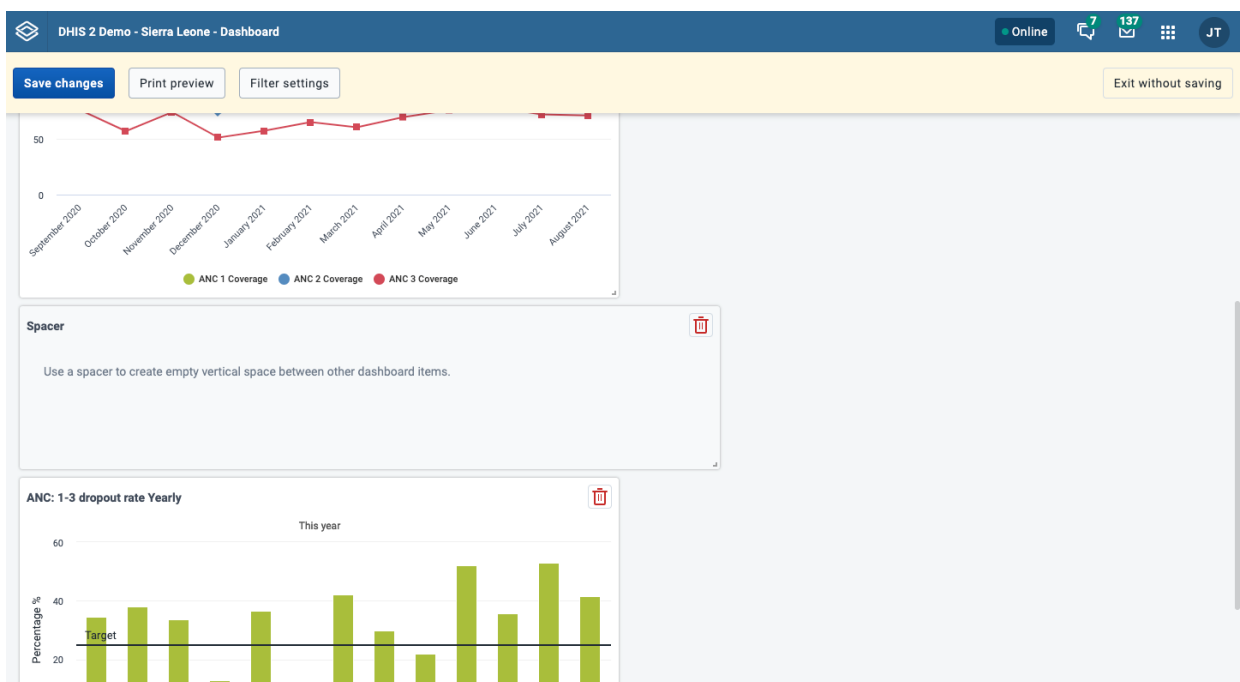 DHIS 2 Demo - Sierra Leone - Dashboard
Online
7
137
JT
Save changes
Print preview
Filter settings
Exit without saving
50
0
September 2020
October 2020
November 2020
December 2020
January 2021
February 2021
March 2021
April 2021
May 2021
June 2021
July 2021
August 2021
ANC 1 Coverage ANC 2 Coverage ANC 3 Coverage
Spacer
Use a spacer to create empty vertical space between other dashboard items.
ANC: 1-3 dropout rate Yearly
This year
60
40
20
Percentage %
Target